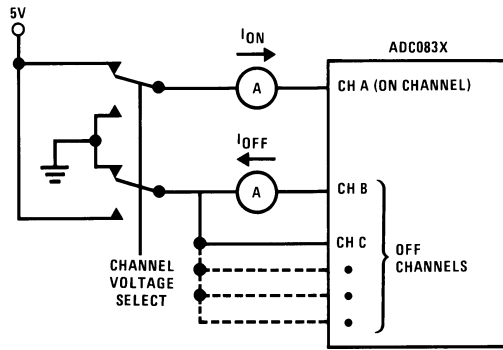 5V
ION
ADC083X
A
CH A (ON CHANNEL)
IOFF
A
CH B
CH C
OFF
CHANNELS
CHANNEL
VOLTAGE
SELECT